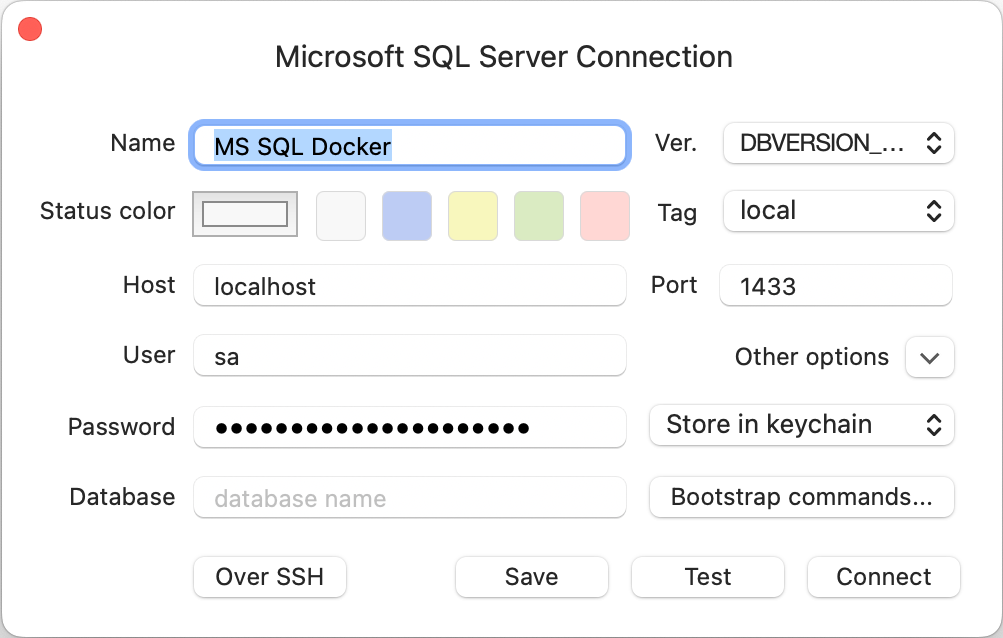 Microsoft SQL Server Connection
Name MS SQL Docker Ver. DBVERSION_...
Status color Tag local
Host localhost Port 1433
User sa Other options
Password ●●●●●●●●●●●●●●●●●●●●● Store in keychain
Database database name Bootstrap commands...
Over SSH Save Test Connect